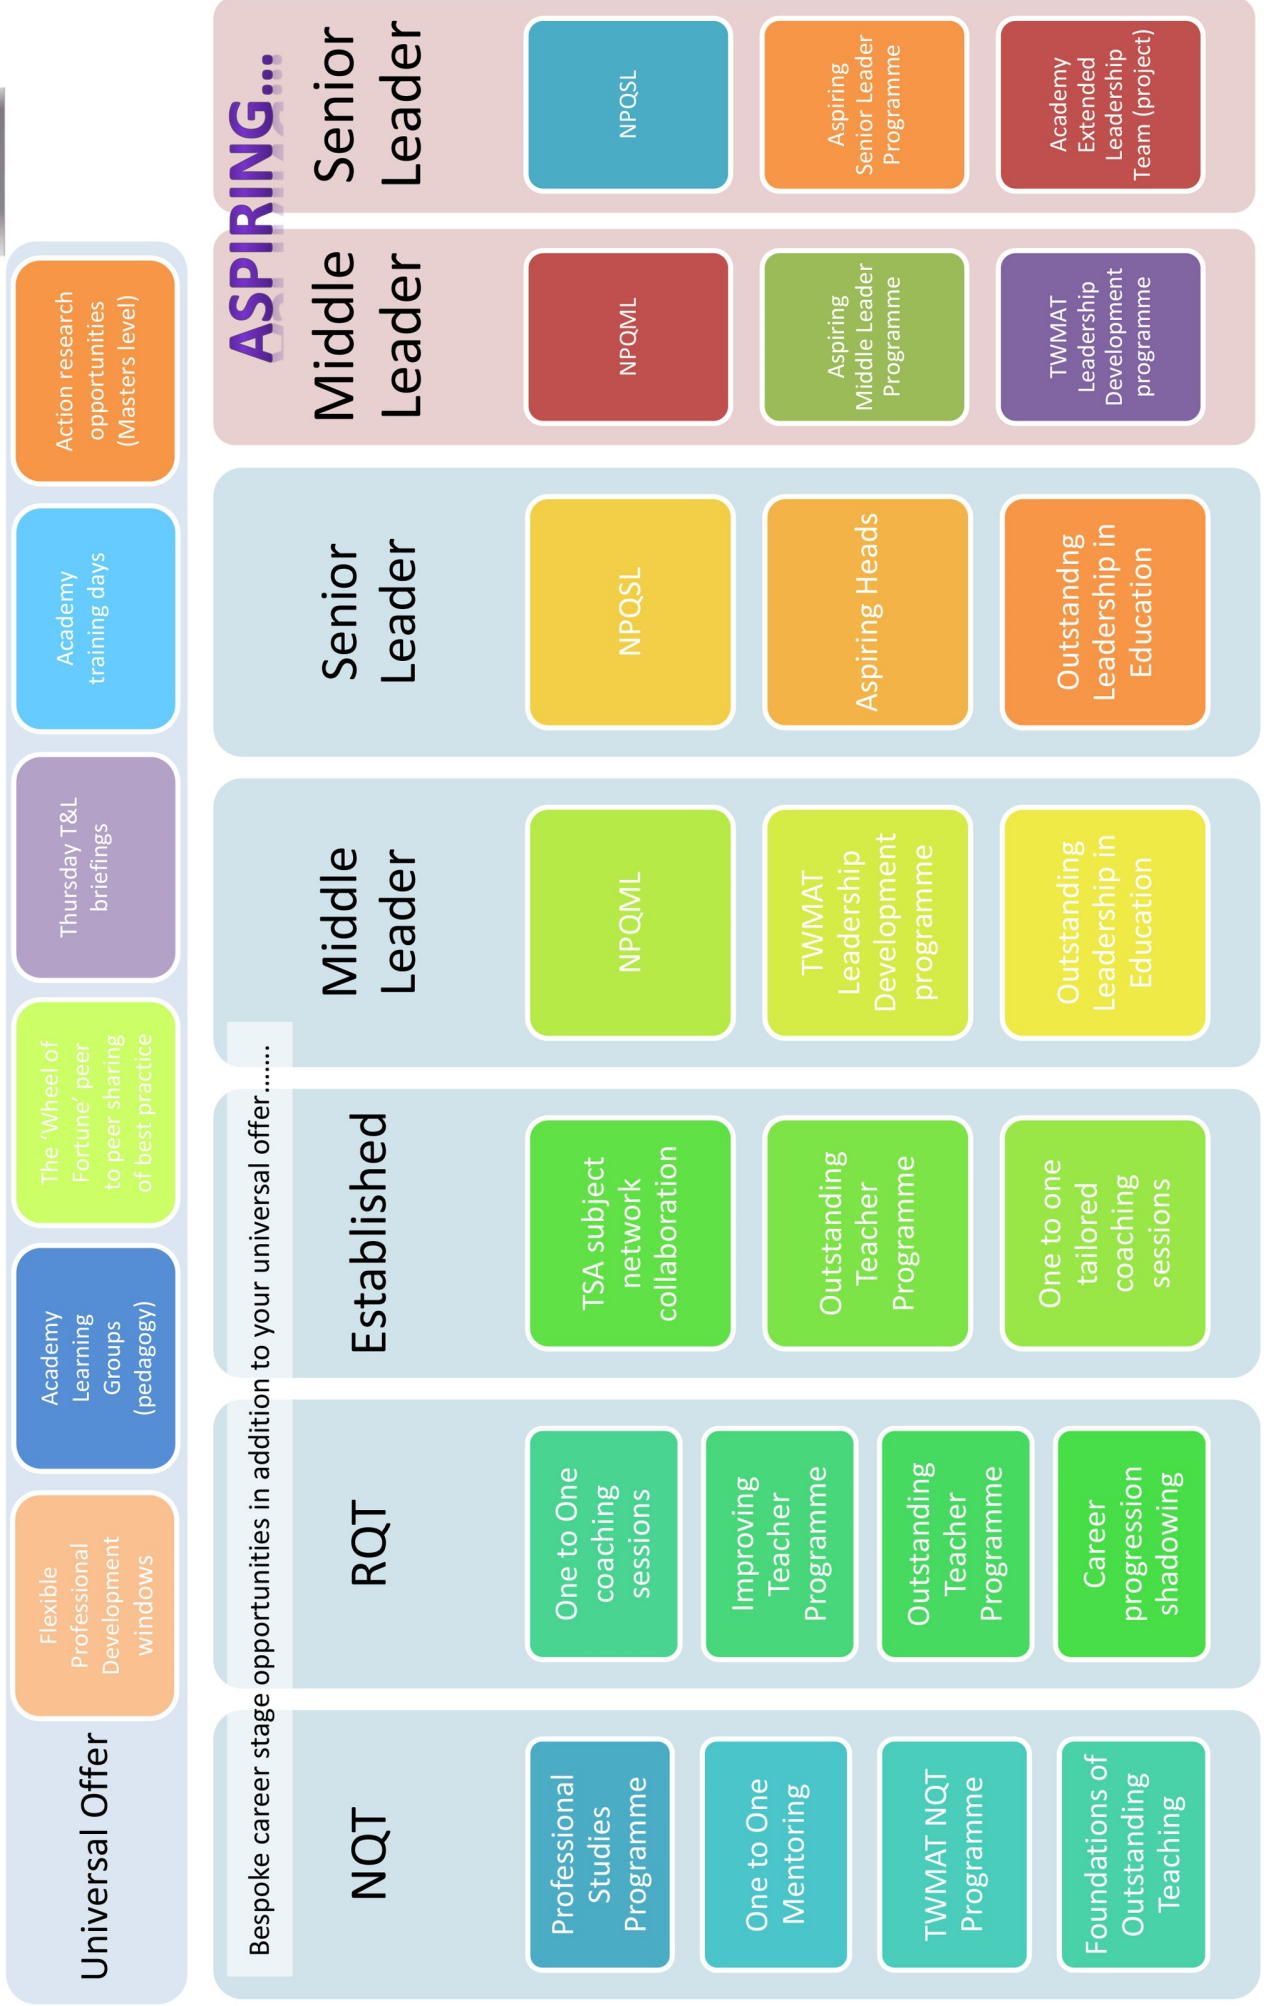 Universal Offer
Flexible
Professional
Development
windows
Academy
Learning
Groups
(pedagogy)
The ‘Wheel of
Fortune’ peer
to peer sharing
of best practice
Thursday T&L
briefings
Academy
training days
Action research
opportunities
(Masters level)
Bespoke career stage opportunities in addition to your universal offer.......
ASPIRING...
NQT
Professional
Studies
Programme
One to One
Mentoring
TWMAT NQT
Programme
Foundations of
Outstanding
Teaching
RQT
One to One
coaching
sessions
Improving
Teacher
Programme
Outstanding
Teacher
Programme
Career
progression
shadowing
Established
TSA subject
network
collaboration
Outstanding
Teacher
Programme
One to one
tailored
coaching
sessions
Middle
Leader
NPQML
TWMAT
Leadership
Development
programme
Outstanding
Leadership in
Education
Senior
Leader
NPQSL
Aspiring Heads
Outstandng
Leadership in
Education
Middle
Leader
NPQML
Aspiring
Middle Leader
Programme
TWMAT
Leadership
Development
programme
Senior
Leader
NPQSL
Aspiring
Senior Leader
Programme
Academy
Extended
Leadership
Team (project)